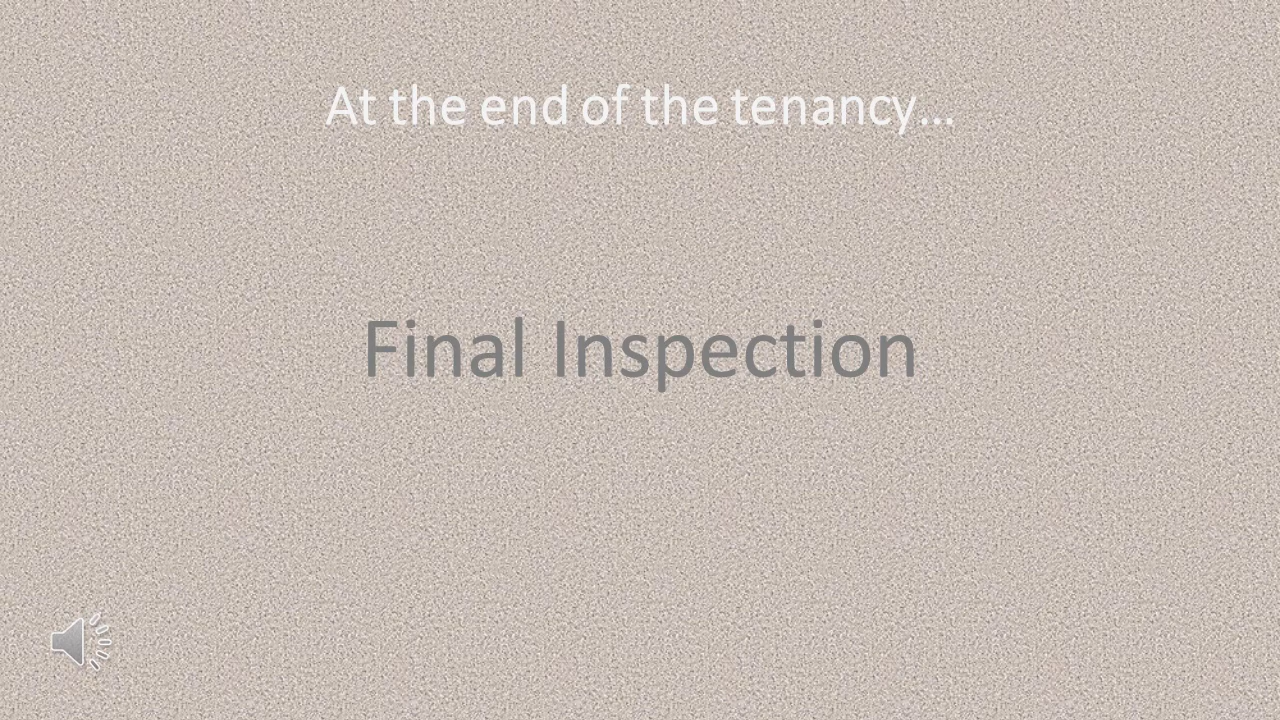 At the end of the tenancy…
Final Inspection